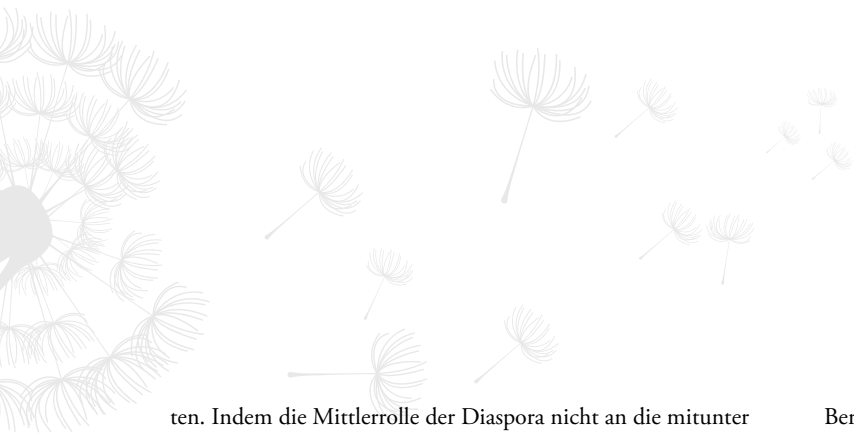 ten. Indem die Mittlerrolle der Diaspora nicht an die mitunter